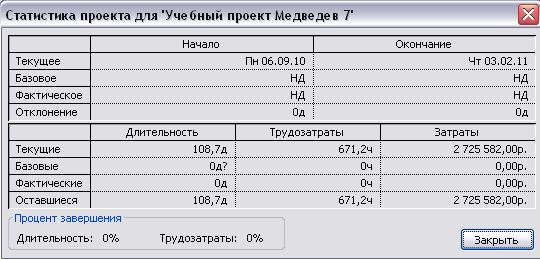 Статистика проекта для 'Учебный проект Медведев 7'
Начало Окончание
Текущее Пн 06.09.10 Чт 03.02.11
Базовое НД НД
Фактическое НД НД
Отклонение 0д 0д
Длительность Трудозатраты Затраты
Текущие 108,7д 671,2ч 2 725 582,00р.
Базовые 0д? 0ч 0,00р.
Фактические 0д 0ч 0,00р.
Оставшиеся 108,7д 671,2ч 2 725 582,00р.
Процент завершения
Длительность: 0% Трудозатраты: 0% Закрыть